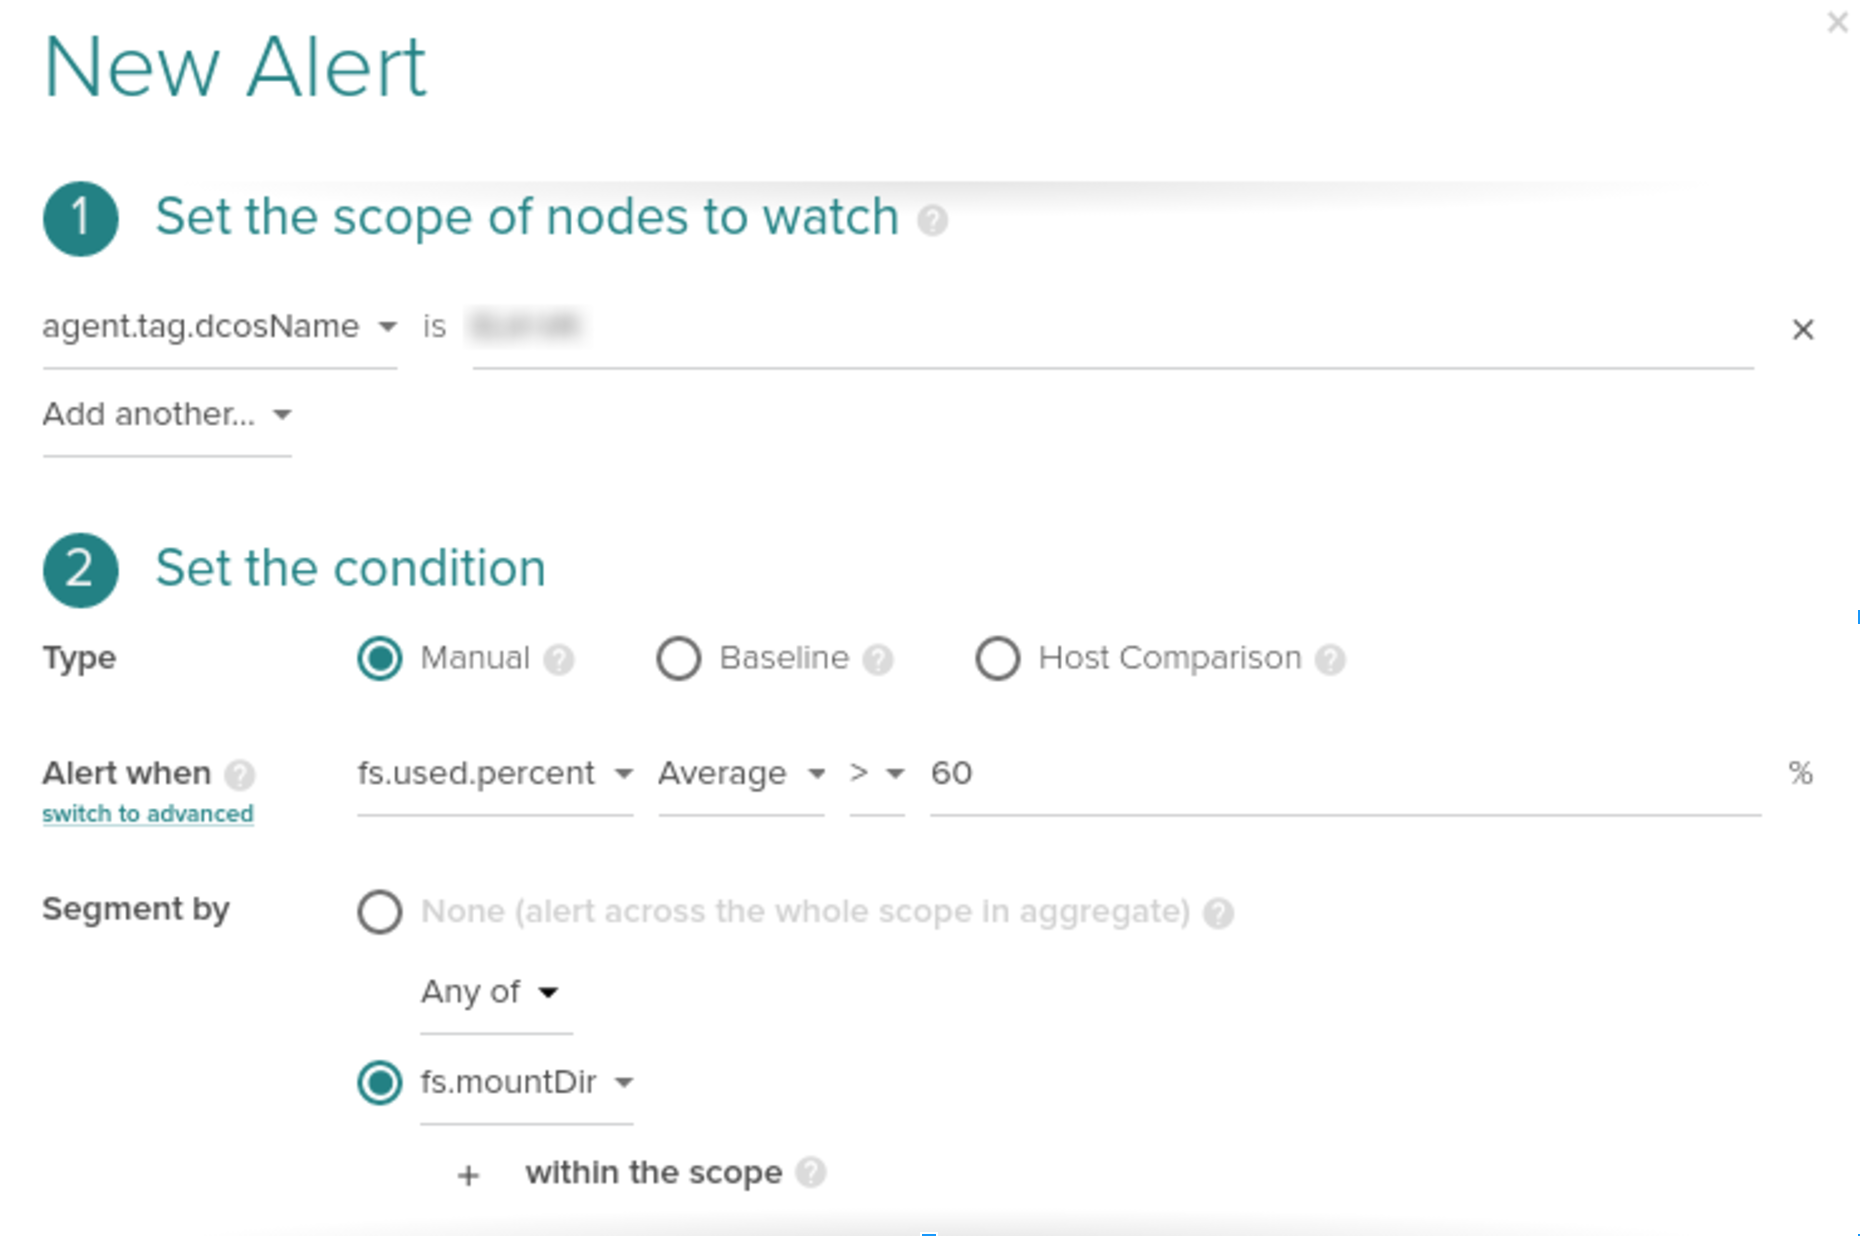 New Alert
1 Set the scope of nodes to watch ?
agent.tag.dcosName is
Add another...
2 Set the condition
Type Manual ? Baseline ? Host Comparison ?
Alert when ? fs.used.percent Average > 60 %
switch to advanced
Segment by None (alert across the whole scope in aggregate) ?
Any of
fs.mountDir
+ within the scope ?